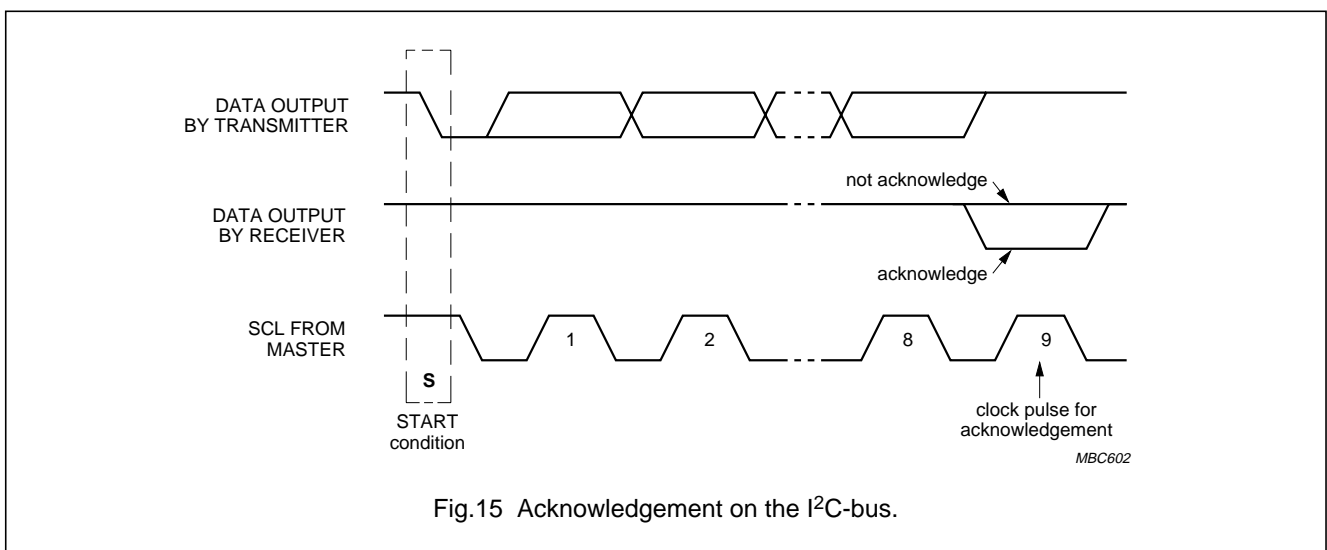 DATA OUTPUT
BY TRANSMITTER
not acknowledge
DATA OUTPUT
BY RECEIVER
acknowledge
SCL FROM
MASTER
1
2
8
9
S
START
condition
clock pulse for
acknowledgement
MBC602
Fig.15 Acknowledgement on the I²C-bus.